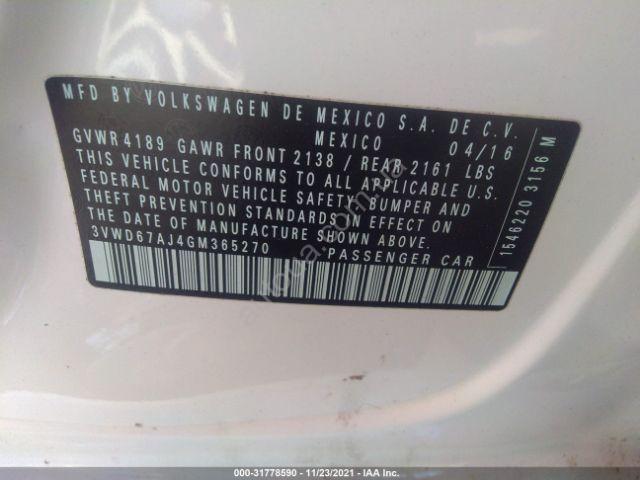 MFD BY VOLKSWAGEN DE MEXICO S.A. DE C.V.
MEXICO 04/16
GVWR 4189 GAWR FRONT 2138 / REAR 2161 LBS
THIS VEHICLE CONFORMS TO ALL APPLICABLE U.S.
FEDERAL MOTOR VEHICLE SAFETY, BUMPER AND
THEFT PREVENTION STANDARDS IN EFFECT ON
THE DATE OF MANUFACTURE SHOWN ABOVE.
3VWD67AJ4GM365270 PASSENGER CAR
1546220 3156 M
000-31778590 - 11/23/2021 - IAA Inc.